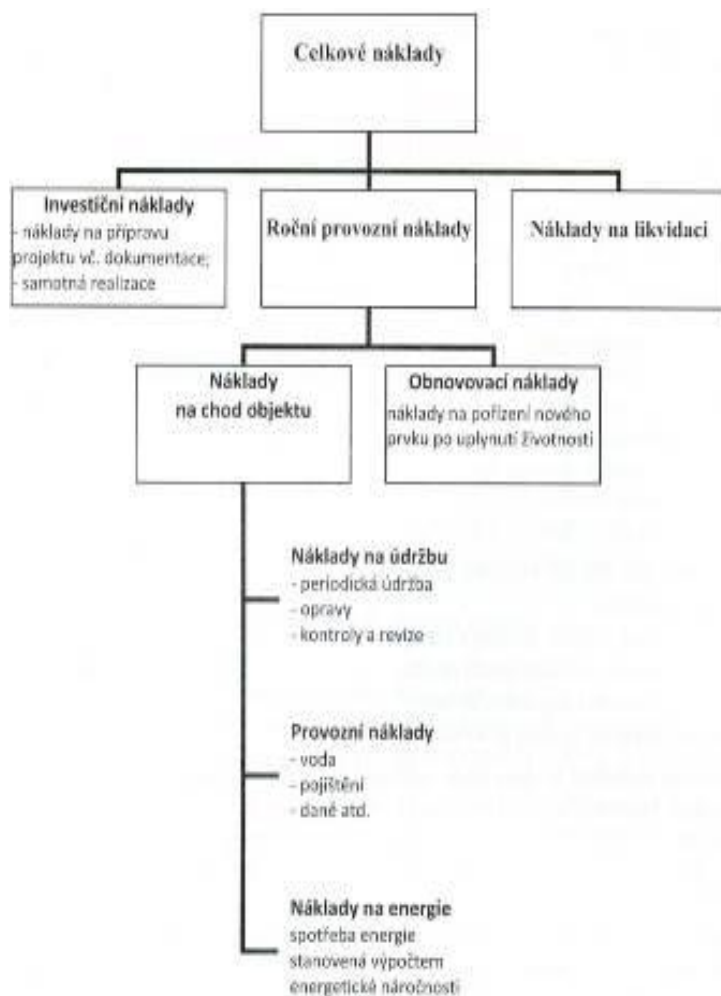 Celkové náklady
Investiční náklady
- náklady na přípravu
projektu vč. dokumentace;
- samotná realizace
Roční provozní náklady
Náklady na likvidaci
Náklady
na chod objektu
Obnovovací náklady
náklady na pořízení nového
prvku po uplynutí životnosti
Náklady na údržbu
- periodická údržba
- opravy
- kontroly a revize
Provozní náklady
- voda
- pojištění
- daně atd.
Náklady na energie
spotřeba energie
stanovená výpočtem
energetické náročnosti